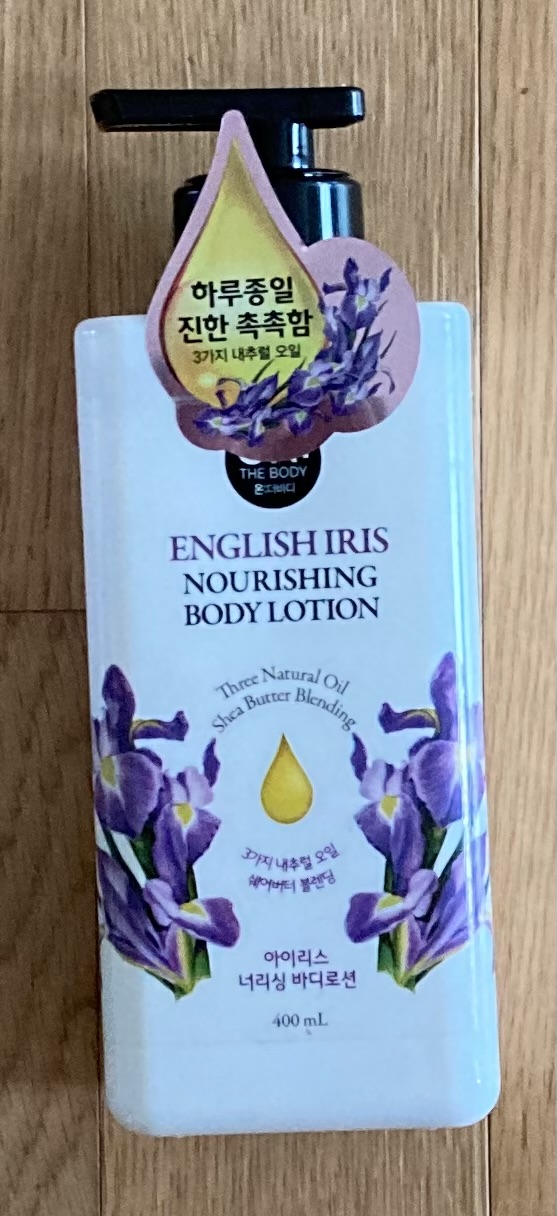 하루종일
진한 촉촉함
3가지 내추럴 오일
THE BODY
온:더바디
ENGLISH IRIS
NOURISHING
BODY LOTION
Three Natural Oil
Shea Butter Blending
3가지 내추럴 오일
쉐어버터 블렌딩
아이리스
너리싱 바디로션
400 mL